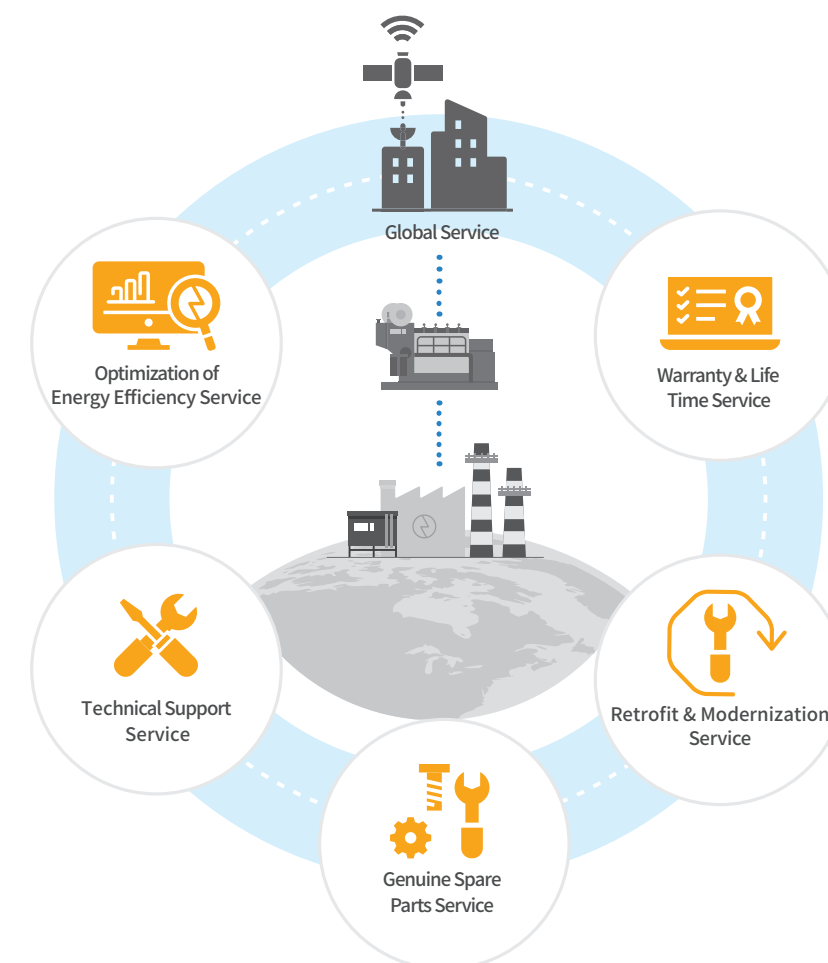 Global Service
Optimization of
Energy Efficiency Service
Warranty & Life
Time Service
Technical Support
Service
Retrofit & Modernization
Service
Genuine Spare
Parts Service